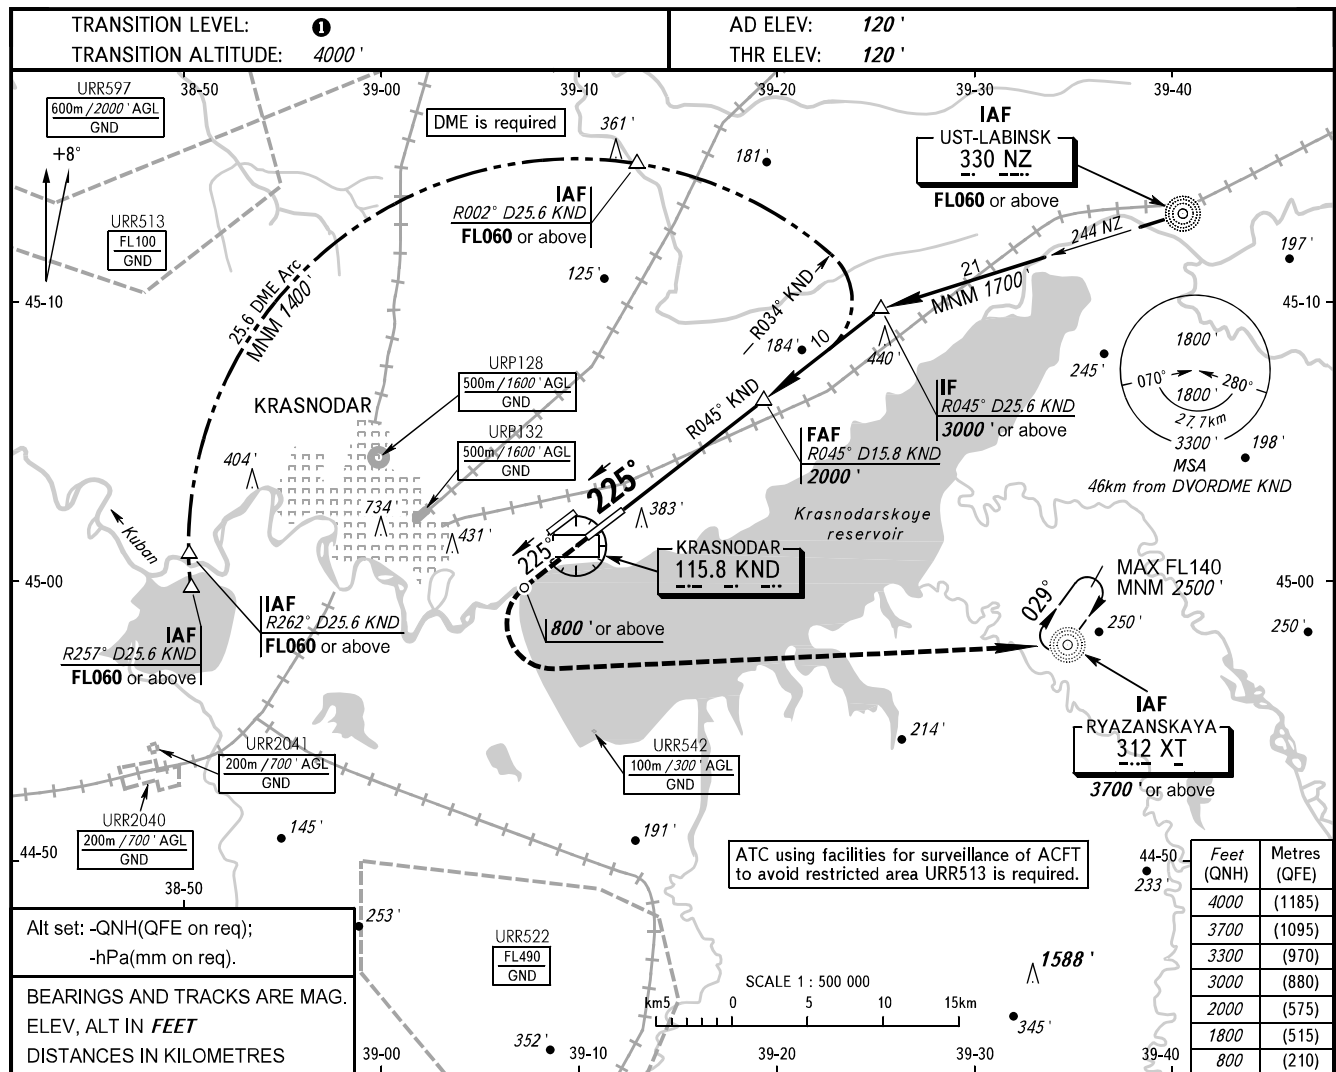 TRANSITION LEVEL: 1
TRANSITION ALTITUDE: 4000 '
AD ELEV: 120 '
THR ELEV: 120 '
38-50
39-00
39-10
39-20
39-30
39-40
URR597
600m / 2000 ' AGL
GND
+8°
DME is required
361 '
181 '
IAF
UST-LABINSK
330 NZ
FL060 or above
IAF
R002° D25.6 KND
FL060 or above
URR513
FL100
GND
244 NZ
197 '
125 '
21
MNM 1700'
45-10
45-10
25.6 DME Arc
MNM 1400'
R034° KND
184 '
10
440 '
245 '
1800 '
070°
280°
1800 '
27.7km
3300 '
MSA
46km from DVORDME KND
198 '
URP128
500m / 1600 ' AGL
GND
KRASNODAR
IF
R045° D25.6 KND
3000 ' or above
R045° KND
FAF
R045° D15.8 KND
2000 '
URP132
500m / 1600 ' AGL
GND
404 '
225°
734 '
431 '
383 '
Krasnodarskoye
reservoir
Kuban
225°
KRASNODAR
115.8 KND
45-00
45-00
MAX FL140
MNM 2500'
029°
250 '
250 '
IAF
R262° D25.6 KND
FL060 or above
800 ' or above
IAF
R257° D25.6 KND
FL060 or above
IAF
RYAZANSKAYA
312 XT
3700 ' or above
214 '
URR2041
200m / 700 ' AGL
GND
URR542
100m / 300 ' AGL
GND
URR2040
200m / 700 ' AGL
GND
145 '
191 '
ATC using facilities for surveillance of ACFT
to avoid restricted area URR513 is required.
44-50
44-50
233 '
38-50
Feet (QNH) Metres (QFE)
4000 (1185)
3700 (1095)
3300 (970)
3000 (880)
2000 (575)
1800 (515)
800 (210)
253 '
Alt set: -QNH(QFE on req);
-hPa(mm on req).
URR522
FL490
GND
1588 '
SCALE 1 : 500 000
km5 0 5 10 15km
345 '
352 '
BEARINGS AND TRACKS ARE MAG.
ELEV, ALT IN FEET
DISTANCES IN KILOMETRES
39-00
39-10
39-20
39-30
39-40